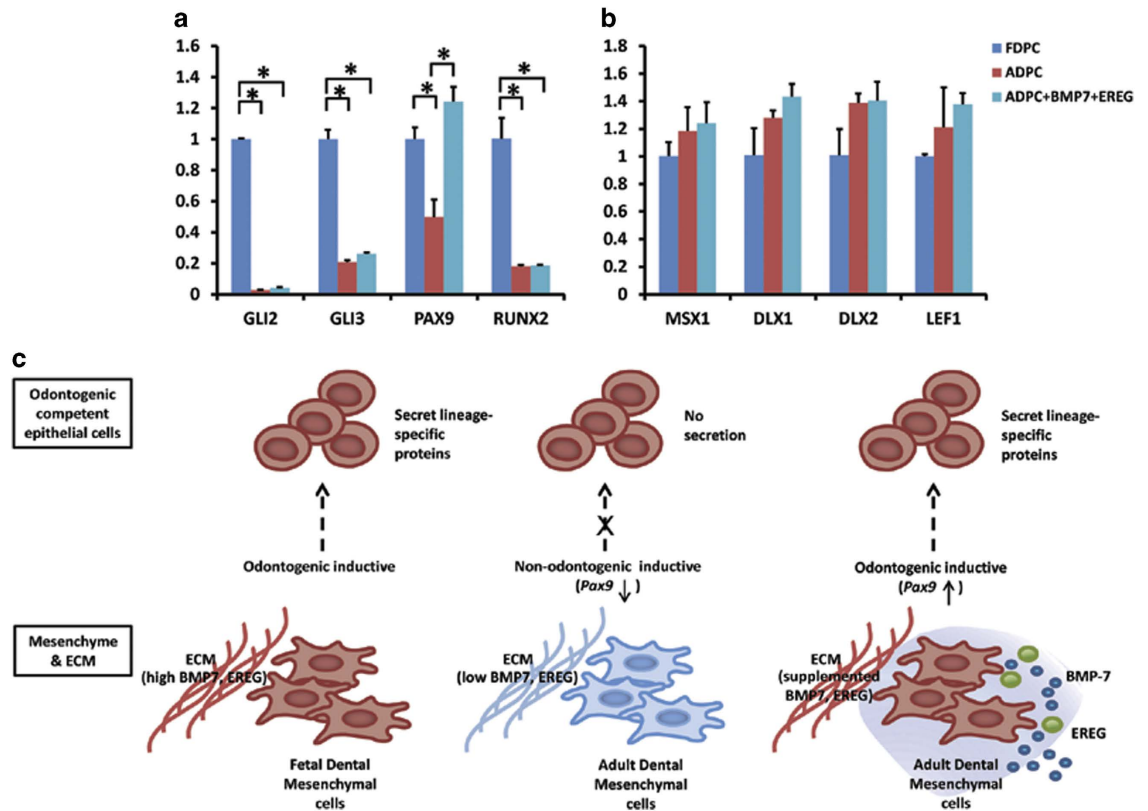 a
1.6
1.4
1.2
1
0.8
0.6
0.4
0.2
0
* * * * * * * *
GLI2 GLI3 PAX9 RUNX2
b
1.8
1.6
1.4
1.2
1
0.8
0.6
0.4
0.2
0
MSX1 DLX1 DLX2 LEF1
FDPC
ADPC
ADPC+BMP7+EREG
c
Odontogenic
competent
epithelial cells
Secret lineage-
specific
proteins
No
secretion
Secret lineage-
specific
proteins
X
Odontogenic inductive
Non-odontogenic inductive
(Pax9 ↓ )
Odontogenic inductive
(Pax9 ↑ )
Mesenchyme
& ECM
ECM
(high BMP7, EREG)
Fetal Dental
Mesenchymal
cells
ECM
(low BMP7, EREG)
Adult Dental
Mesenchymal
cells
ECM
(supplemented
BMP7, EREG)
BMP-7
EREG
Adult Dental
Mesenchymal
cells